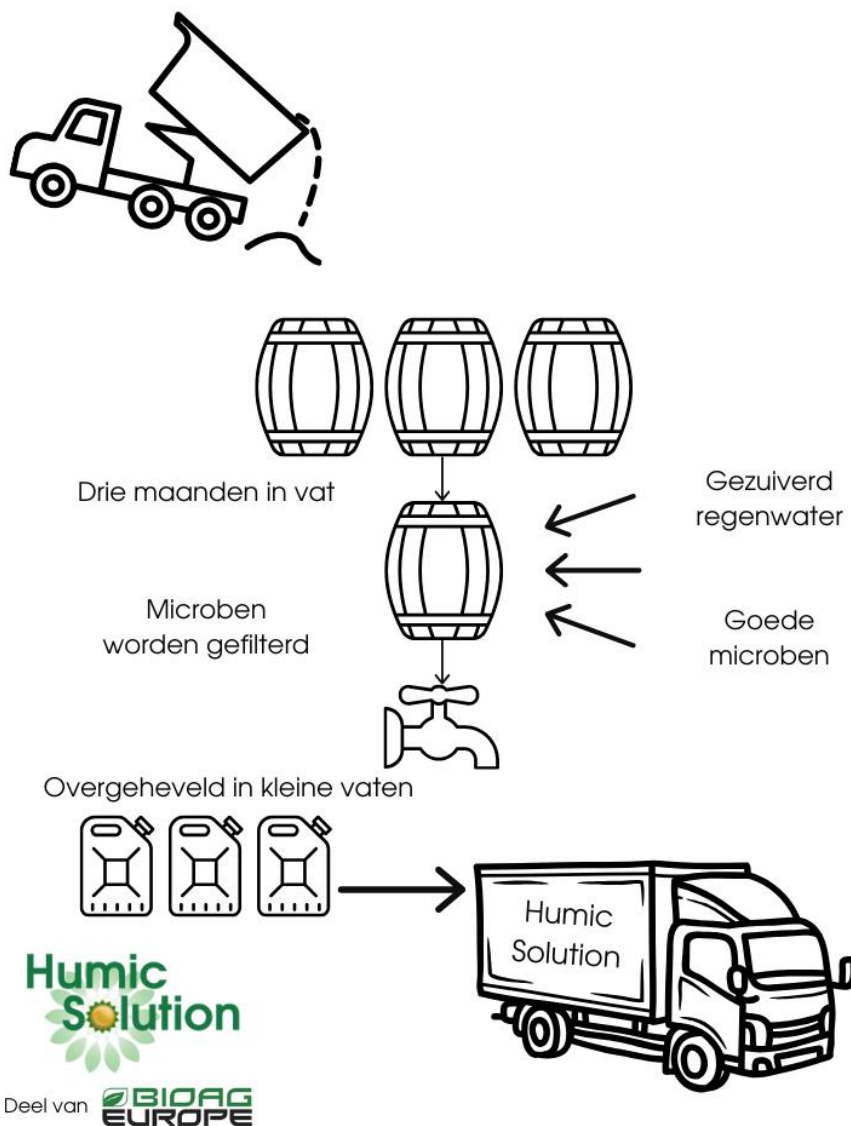 Drie maanden in vat
Gezuiverd
regenwater
Microben
worden gefilterd
Goede
microben
Overgeheveld in kleine vaten
Humic
Solution
Humic
Solution
Deel van BIOAG
EUROPE